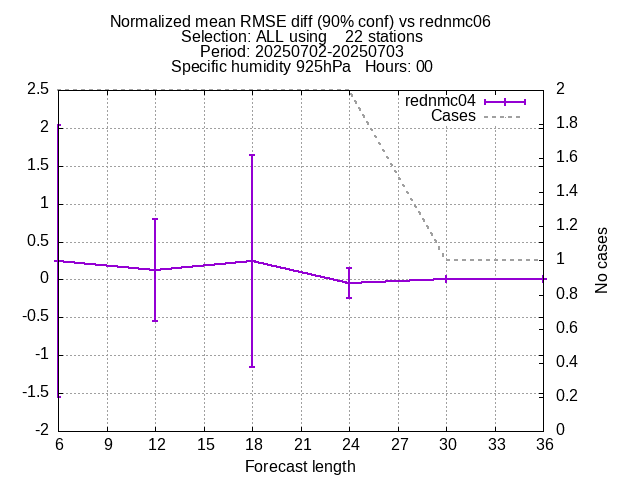 Normalized mean RMSE diff (90% conf) vs rednmc06
Selection: ALL using    22 stations
Period: 20250702-20250703
Specific humidity 925hPa   Hours: 00
rednmc04
Cases
2.5
2
1.5
1
0.5
0
-0.5
-1
-1.5
-2
2
1.8
1.6
1.4
1.2
1
0.8
0.6
0.4
0.2
0
No cases
6 9 12 15 18 21 24 27 30 33 36
Forecast length